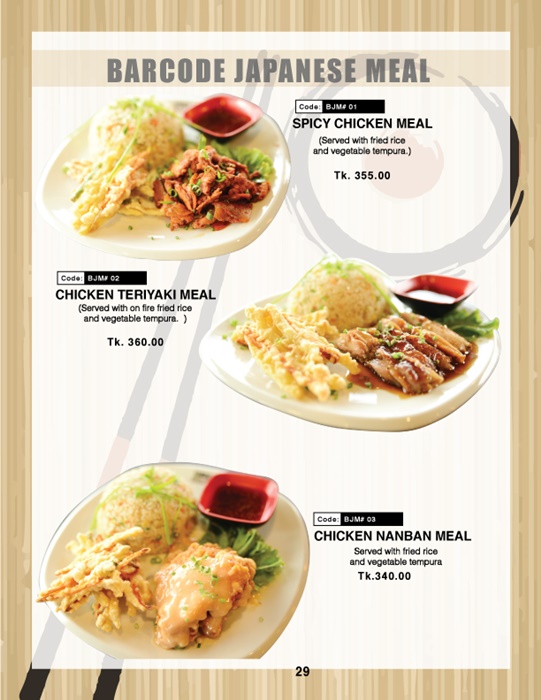 BARCODE JAPANESE MEAL
Code: BJM# 01
SPICY CHICKEN MEAL
(Served with fried rice
and vegetable tempura.)
Tk. 355.00
Code: BJM# 02
CHICKEN TERIYAKI MEAL
(Served with on fire fried rice
and vegetable tempura. )
Tk. 360.00
Code: BJM# 03
CHICKEN NANBAN MEAL
Served with fried rice
and vegetable tempura
Tk.340.00
29